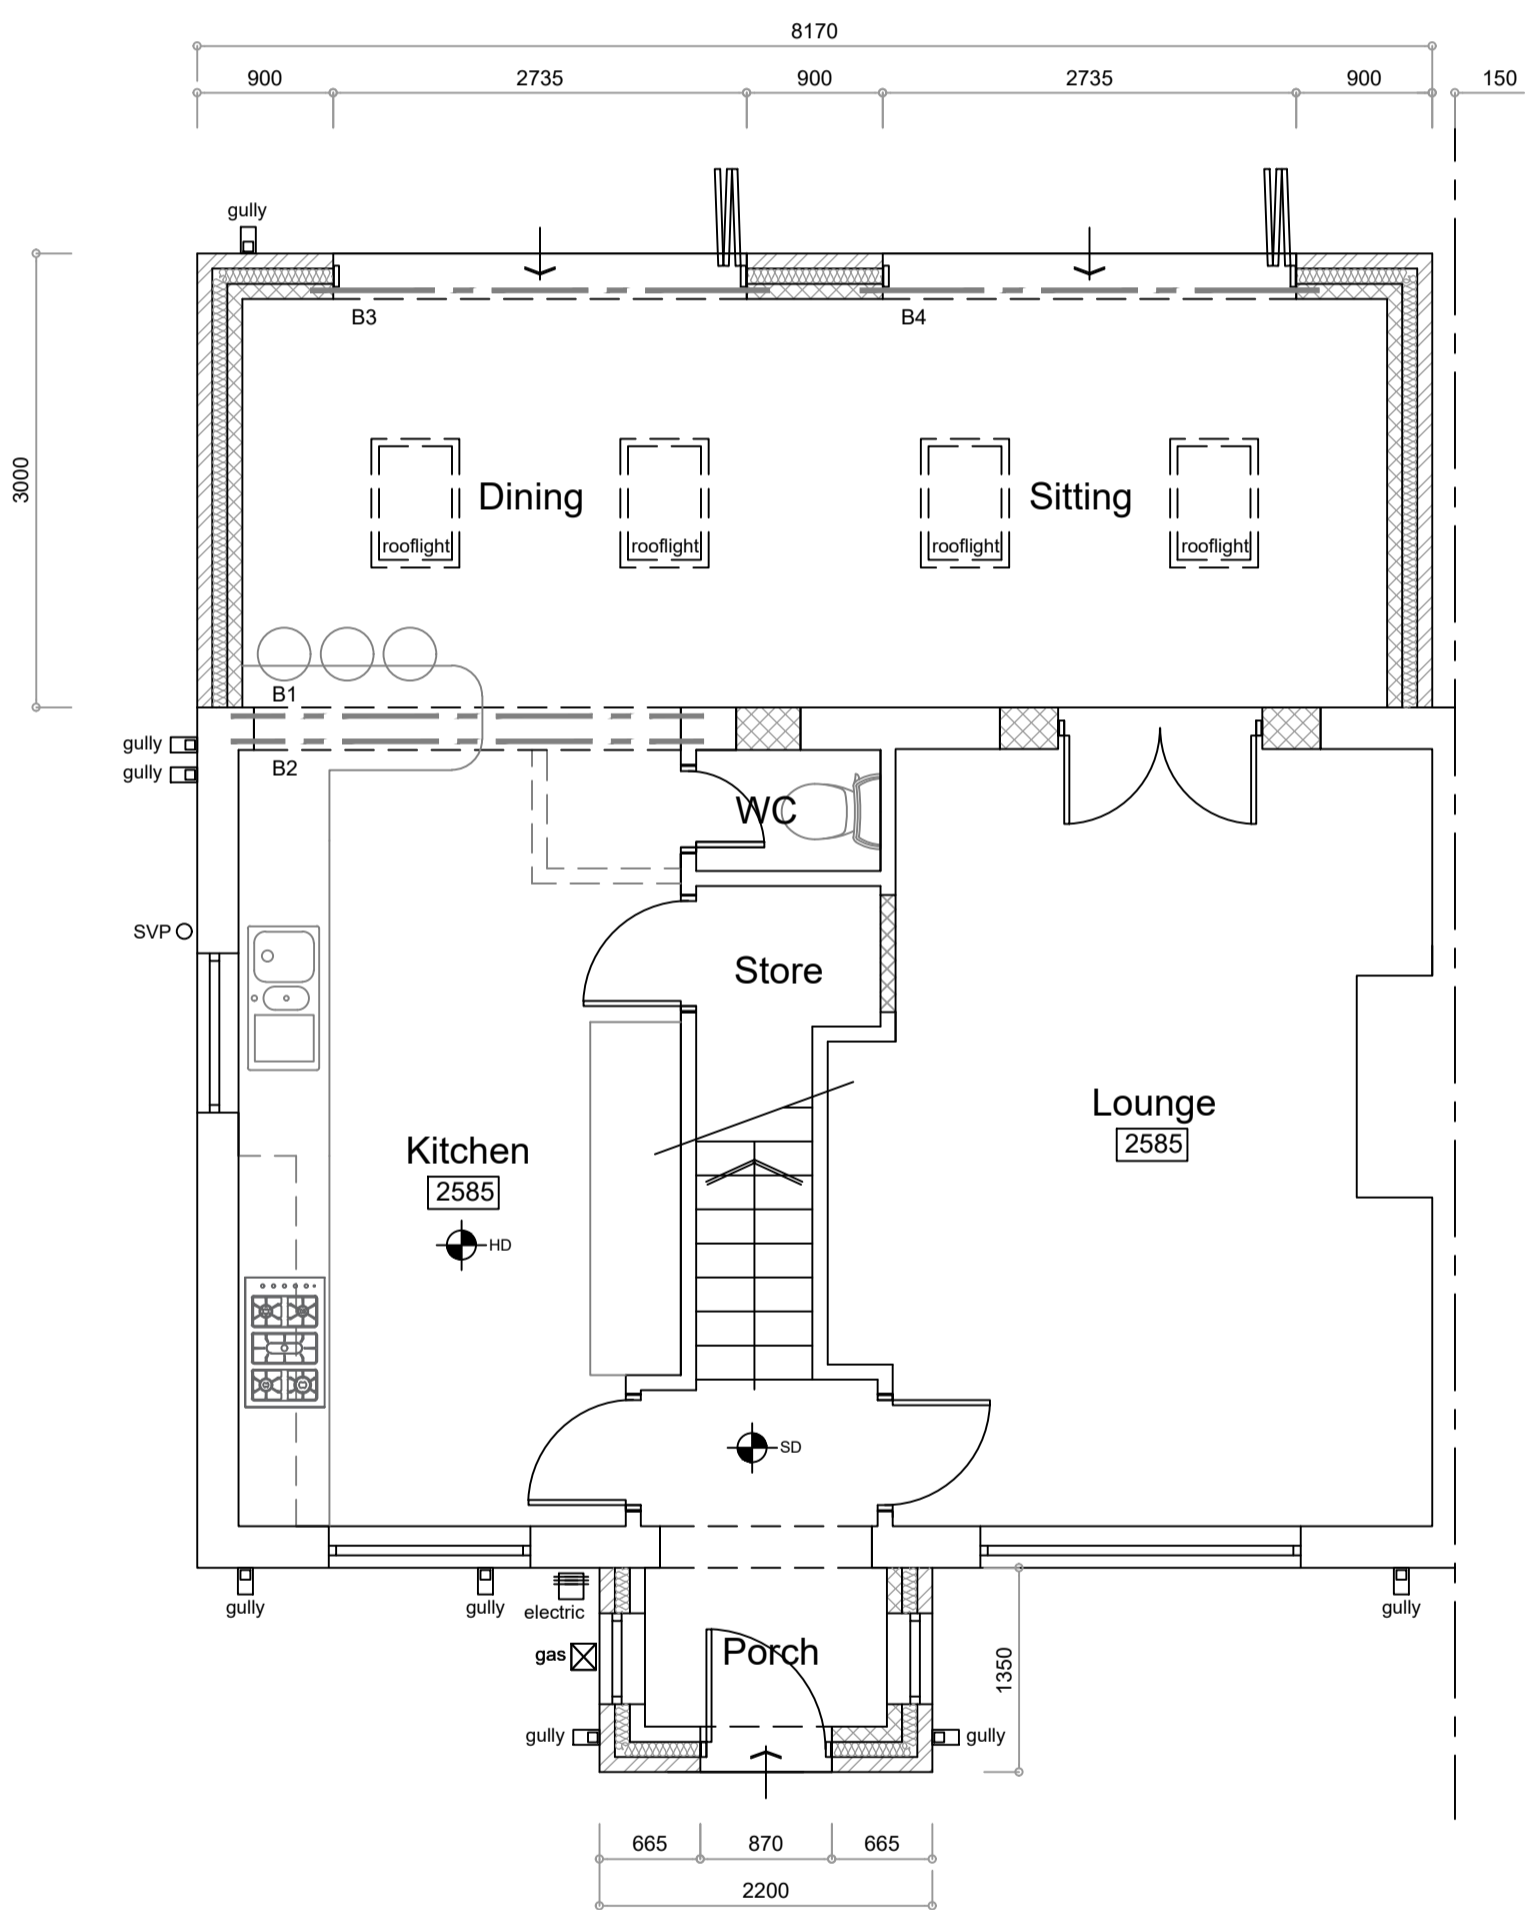 8170
900 2735 900 2735 900 150
gully
B3 B4
3000
Dining Sitting
rooflight rooflight rooflight rooflight
B1
gully
gully
B2
WC
SVP
Store
Lounge
2585
Kitchen
2585
HD
SD
gully gully electric gully
gas
Porch
1350
gully gully
665 870 665
2200